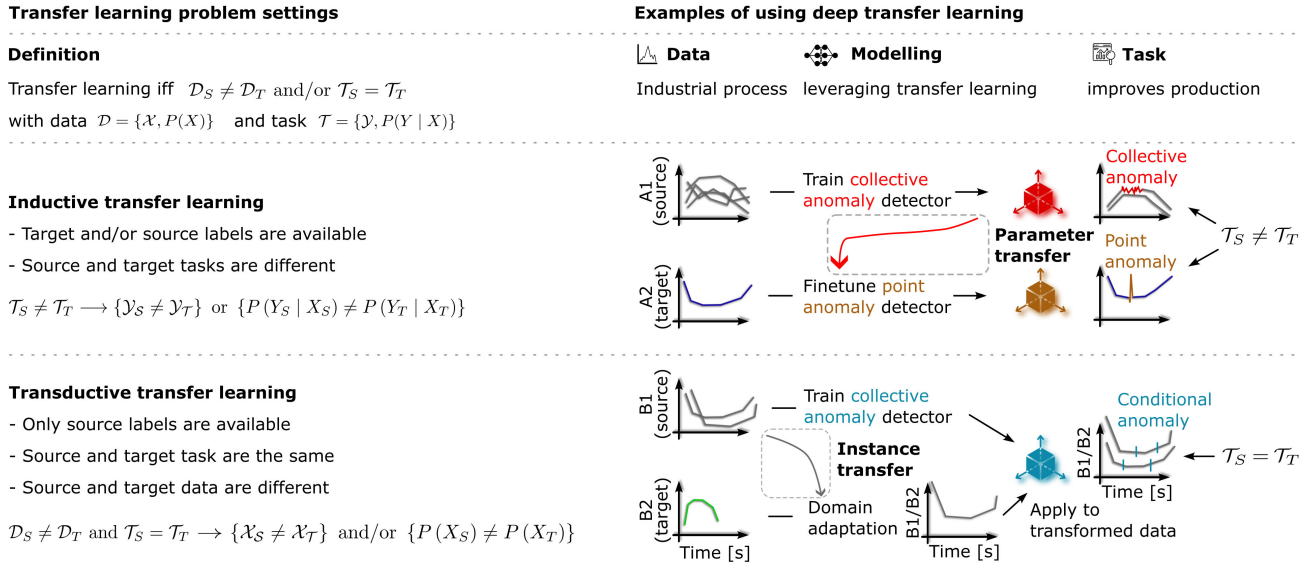 Transfer learning problem settings
Examples of using deep transfer learning
Definition
Transfer learning iff 𝒟_S ≠ 𝒟_T and/or 𝒯_S = 𝒯_T
with data 𝒟 = {𝒳, P(X)} and task 𝒯 = {𝒴, P(Y | X)}
Data
Industrial process
Modelling
leveraging transfer learning
Task
improves production
Inductive transfer learning
- Target and/or source labels are available
- Source and target tasks are different
𝒯_S ≠ 𝒯_T ⟶ {𝒴_𝒮 ≠ 𝒴_𝒯} or {P (Y_S | X_S) ≠ P (Y_T | X_T)}
A1
(source)
Train collective
anomaly detector
Collective
anomaly
Parameter
transfer
A2
(target)
Finetune point
anomaly detector
Point
anomaly
𝒯_S ≠ 𝒯_T
Transductive transfer learning
- Only source labels are available
- Source and target task are the same
- Source and target data are different
𝒟_S ≠ 𝒟_T and 𝒯_S = 𝒯_T ⟶ {𝒳_𝒮 ≠ 𝒳_𝒯} and/or {P (X_S) ≠ P (X_T)}
B1
(source)
Train collective
anomaly detector
Instance
transfer
B2
(target)
Time [s]
Domain
adaptation
B1/B2
Time [s]
Apply to
transformed data
Conditional
anomaly
B1/B2
Time [s]
𝒯_S = 𝒯_T